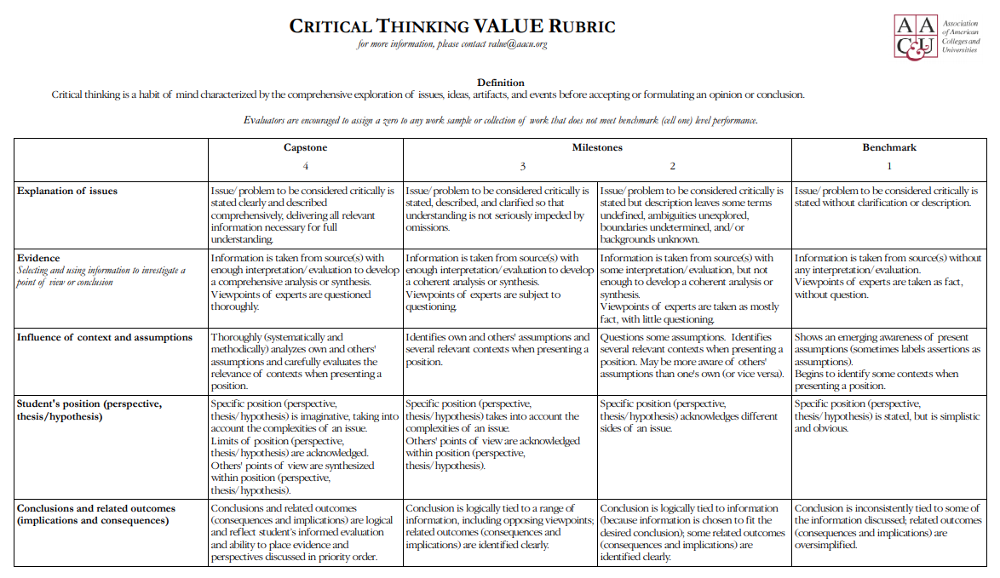 CRITICAL THINKING VALUE RUBRIC
for more information, please contact value@aacu.org
A A
C & U
Association
of American
Colleges and
Universities
Definition
Critical thinking is a habit of mind characterized by the comprehensive exploration of issues, ideas, artifacts, and events before accepting or formulating an opinion or conclusion.
Evaluators are encouraged to assign a zero to any work sample or collection of work that does not meet benchmark (cell one) level performance.
Capstone
4
Milestones
3
2
Benchmark
1
Explanation of issues
Issue/problem to be considered critically is
stated clearly and described
comprehensively, delivering all relevant
information necessary for full
understanding.
Issue/problem to be considered critically is
stated, described, and clarified so that
understanding is not seriously impeded by
omissions.
Issue/problem to be considered critically is
stated but description leaves some terms
undefined, ambiguities unexplored,
boundaries undetermined, and/or
backgrounds unknown.
Issue/problem to be considered critically is
stated without clarification or description.
Evidence
Selecting and using information to investigate a
point of view or conclusion
Information is taken from source(s) with
enough interpretation/evaluation to develop
a comprehensive analysis or synthesis.
Viewpoints of experts are questioned
thoroughly.
Information is taken from source(s) with
enough interpretation/evaluation to develop
a coherent analysis or synthesis.
Viewpoints of experts are subject to
questioning.
Information is taken from source(s) with
some interpretation/evaluation, but not
enough to develop a coherent analysis or
synthesis.
Viewpoints of experts are taken as mostly
fact, with little questioning.
Information is taken from source(s) without
any interpretation/evaluation.
Viewpoints of experts are taken as fact,
without question.
Influence of context and assumptions
Thoroughly (systematically and
methodically) analyzes own and others'
assumptions and carefully evaluates the
relevance of contexts when presenting a
position.
Identifies own and others' assumptions and
several relevant contexts when presenting a
position.
Questions some assumptions. Identifies
several relevant contexts when presenting a
position. May be more aware of others'
assumptions than one's own (or vice versa).
Shows an emerging awareness of present
assumptions (sometimes labels assertions as
assumptions).
Begins to identify some contexts when
presenting a position.
Student's position (perspective,
thesis/hypothesis)
Specific position (perspective,
thesis/hypothesis) is imaginative, taking into
account the complexities of an issue.
Limits of position (perspective,
thesis/hypothesis) are acknowledged.
Others' points of view are synthesized
within position (perspective,
thesis/hypothesis).
Specific position (perspective,
thesis/hypothesis) takes into account the
complexities of an issue.
Others' points of view are acknowledged
within position (perspective,
thesis/hypothesis).
Specific position (perspective,
thesis/hypothesis) acknowledges different
sides of an issue.
Specific position (perspective,
thesis/hypothesis) is stated, but is simplistic
and obvious.
Conclusions and related outcomes
(implications and consequences)
Conclusions and related outcomes
(consequences and implications) are logical
and reflect student's informed evaluation
and ability to place evidence and
perspectives discussed in priority order.
Conclusion is logically tied to a range of
information, including opposing viewpoints;
related outcomes (consequences and
implications) are identified clearly.
Conclusion is logically tied to information
(because information is chosen to fit the
desired conclusion); some related outcomes
(consequences and implications) are
identified clearly.
Conclusion is inconsistently tied to some of
the information discussed; related outcomes
(consequences and implications) are
oversimplified.